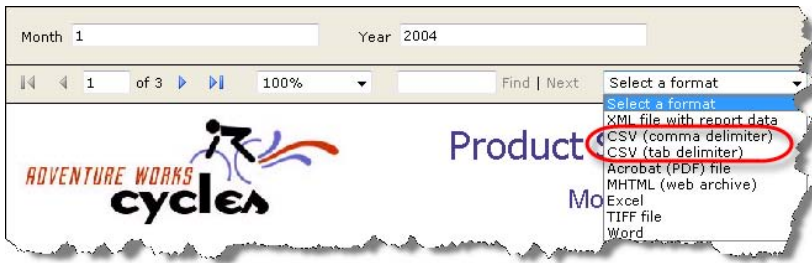 Month 1 Year 2004
1 of 3 100% Find | Next Select a format
Select a format
XML file with report data
CSV (comma delimiter)
CSV (tab delimiter)
Acrobat (PDF) file
MHTML (web archive)
Excel
TIFF file
Word
ADVENTURE WORKS
cycles
Product S
Mo